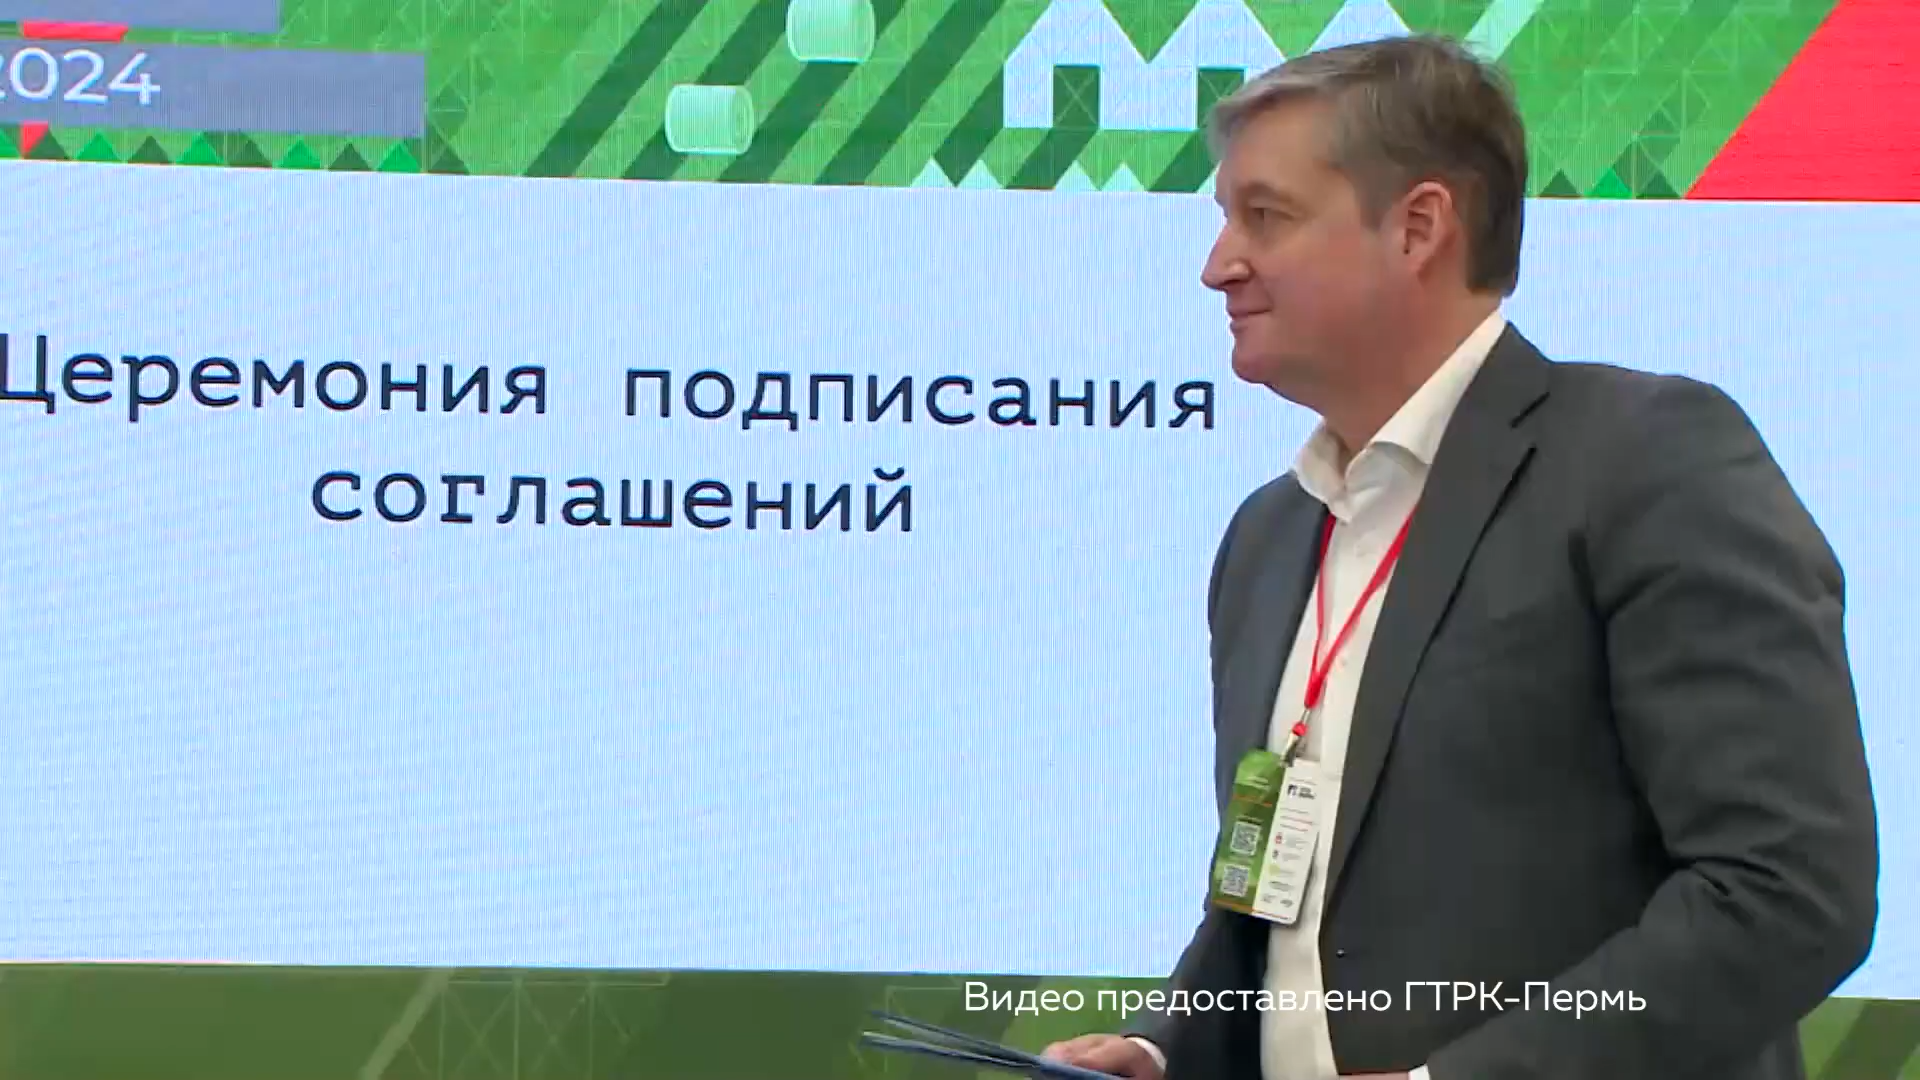 2024
Церемония подписания
соглашений
Видео предоставлено ГТРК-Пермь